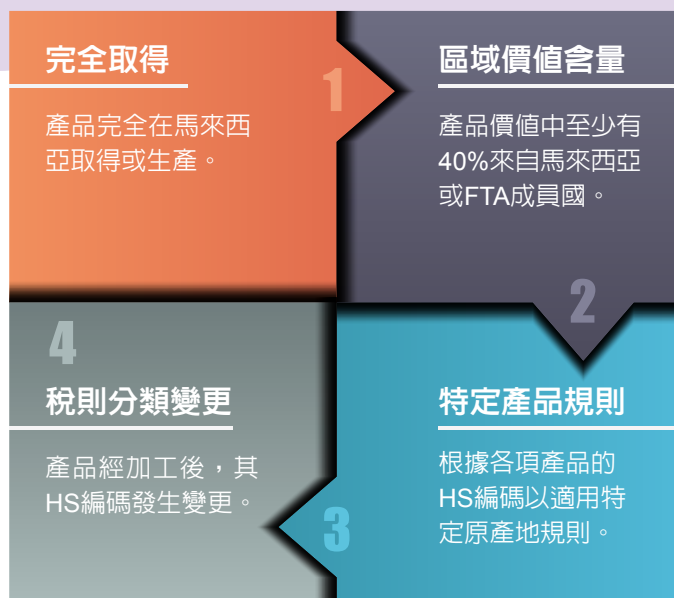 完全取得
產品完全在馬來西
亞取得或生產。
1
區域價值含量
產品價值中至少有
40%來自馬來西亞
或FTA成員國。
2
特定產品規則
根據各項產品的
HS編碼以適用特
定原產地規則。
3
4
稅則分類變更
產品經加工後，其
HS編碼發生變更。